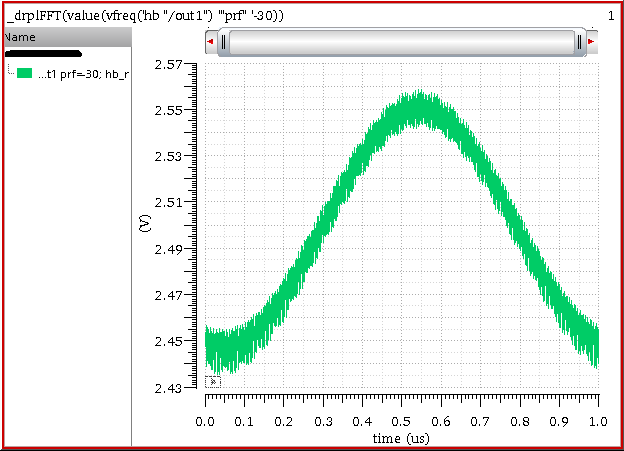 _drplFFT(value(vfreq('hb "/out1") '"prf" '-30))
1
Name
...t1 prf=-30; hb_r
2.57
2.55
2.53
2.51
2.49
2.47
2.45
2.43
(V)
0.0 0.1 0.2 0.3 0.4 0.5 0.6 0.7 0.8 0.9 1.0
time (us)